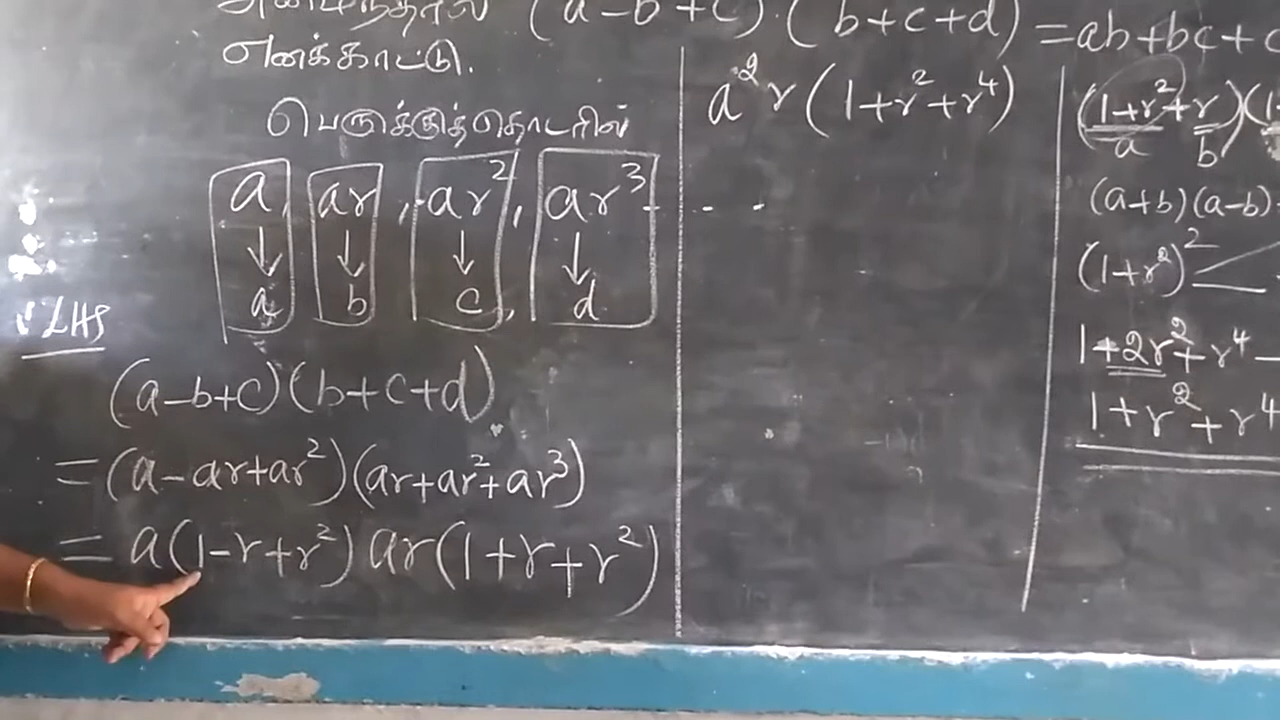 (a-b+c)·(b+c+d) = ab+bc+c
எனக்காட்டு.
பெருக்குத்தொடரில்
a, ar, ar², ar³ - - -
↓ ↓ ↓ ↓
a b c, d
LHS
(a-b+c)(b+c+d)
= (a-ar+ar²)(ar+ar²+ar³)
= a(1-r+r²) ar(1+r+r²)
a²r(1+r²+r⁴)
(1+r²+r)(1
a b
(a+b)(a-b)
(1+r²)²
1+2r²+r⁴ -
1+r²+r⁴